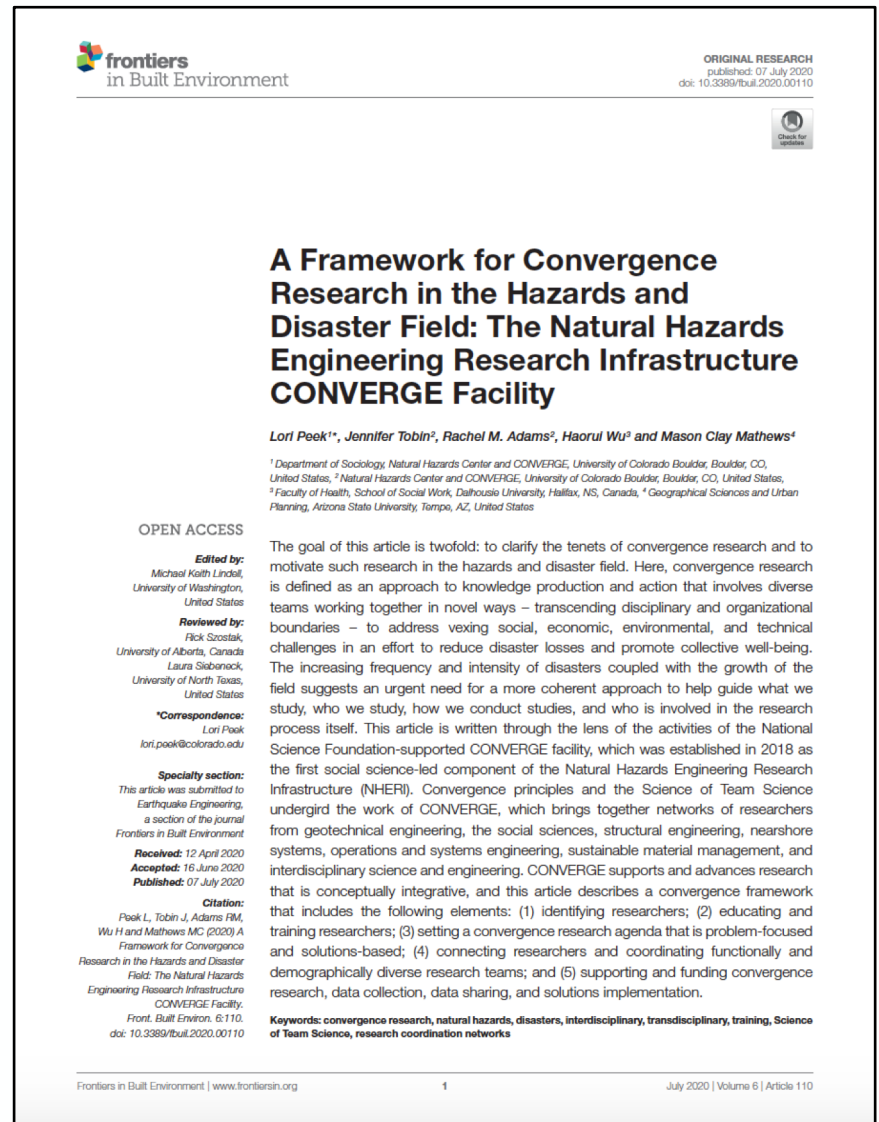 frontiers
in Built Environment
ORIGINAL RESEARCH
published: 07 July 2020
doi: 10.3389/fbuil.2020.00110
Check for
updates
A Framework for Convergence
Research in the Hazards and
Disaster Field: The Natural Hazards
Engineering Research Infrastructure
CONVERGE Facility
Lori Peek1*, Jennifer Tobin2, Rachel M. Adams2, Haorui Wu3 and Mason Clay Mathews4
1 Department of Sociology, Natural Hazards Center and CONVERGE, University of Colorado Boulder, Boulder, CO,
United States, 2 Natural Hazards Center and CONVERGE, University of Colorado Boulder, Boulder, CO, United States,
3 Faculty of Health, School of Social Work, Dalhousie University, Halifax, NS, Canada, 4 Geographical Sciences and Urban
Planning, Arizona State University, Tempe, AZ, United States
OPEN ACCESS
Edited by:
Michael Keith Lindell,
University of Washington,
United States
Reviewed by:
Rick Szostak,
University of Alberta, Canada
Laura Siebeneck,
University of North Texas,
United States
*Correspondence:
Lori Peek
lori.peek@colorado.edu
Specialty section:
This article was submitted to
Earthquake Engineering,
a section of the journal
Frontiers in Built Environment
Received: 12 April 2020
Accepted: 16 June 2020
Published: 07 July 2020
Citation:
Peek L, Tobin J, Adams RM,
Wu H and Mathews MC (2020) A
Framework for Convergence
Research in the Hazards and Disaster
Field: The Natural Hazards
Engineering Research Infrastructure
CONVERGE Facility.
Front. Built Environ. 6:110.
doi: 10.3389/fbuil.2020.00110
The goal of this article is twofold: to clarify the tenets of convergence research and to
motivate such research in the hazards and disaster field. Here, convergence research
is defined as an approach to knowledge production and action that involves diverse
teams working together in novel ways – transcending disciplinary and organizational
boundaries – to address vexing social, economic, environmental, and technical
challenges in an effort to reduce disaster losses and promote collective well-being.
The increasing frequency and intensity of disasters coupled with the growth of the
field suggests an urgent need for a more coherent approach to help guide what we
study, who we study, how we conduct studies, and who is involved in the research
process itself. This article is written through the lens of the activities of the National
Science Foundation-supported CONVERGE facility, which was established in 2018 as
the first social science-led component of the Natural Hazards Engineering Research
Infrastructure (NHERI). Convergence principles and the Science of Team Science
undergird the work of CONVERGE, which brings together networks of researchers
from geotechnical engineering, the social sciences, structural engineering, nearshore
systems, operations and systems engineering, sustainable material management, and
interdisciplinary science and engineering. CONVERGE supports and advances research
that is conceptually integrative, and this article describes a convergence framework
that includes the following elements: (1) identifying researchers; (2) educating and
training researchers; (3) setting a convergence research agenda that is problem-focused
and solutions-based; (4) connecting researchers and coordinating functionally and
demographically diverse research teams; and (5) supporting and funding convergence
research, data collection, data sharing, and solutions implementation.
Keywords: convergence research, natural hazards, disasters, interdisciplinary, transdisciplinary, training, Science
of Team Science, research coordination networks
Frontiers in Built Environment | www.frontiersin.org
1
July 2020 | Volume 6 | Article 110